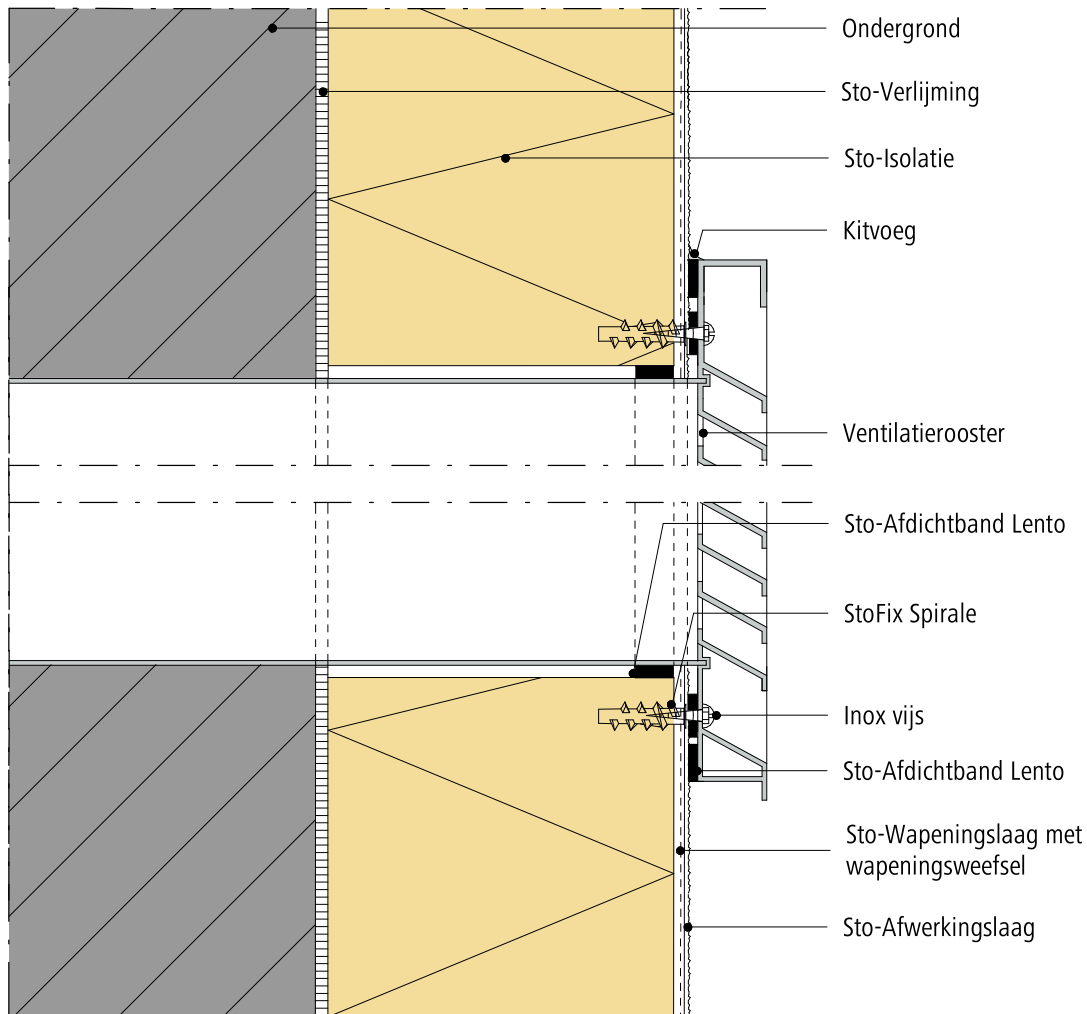 Ondergrond
Sto-Verlijming
Sto-Isolatie
Kitvoeg
Ventilatierooster
Sto-Afdichtband Lento
StoFix Spirale
Inox vijs
Sto-Afdichtband Lento
Sto-Wapeningslaag met
wapeningsweefsel
Sto-Afwerkingslaag